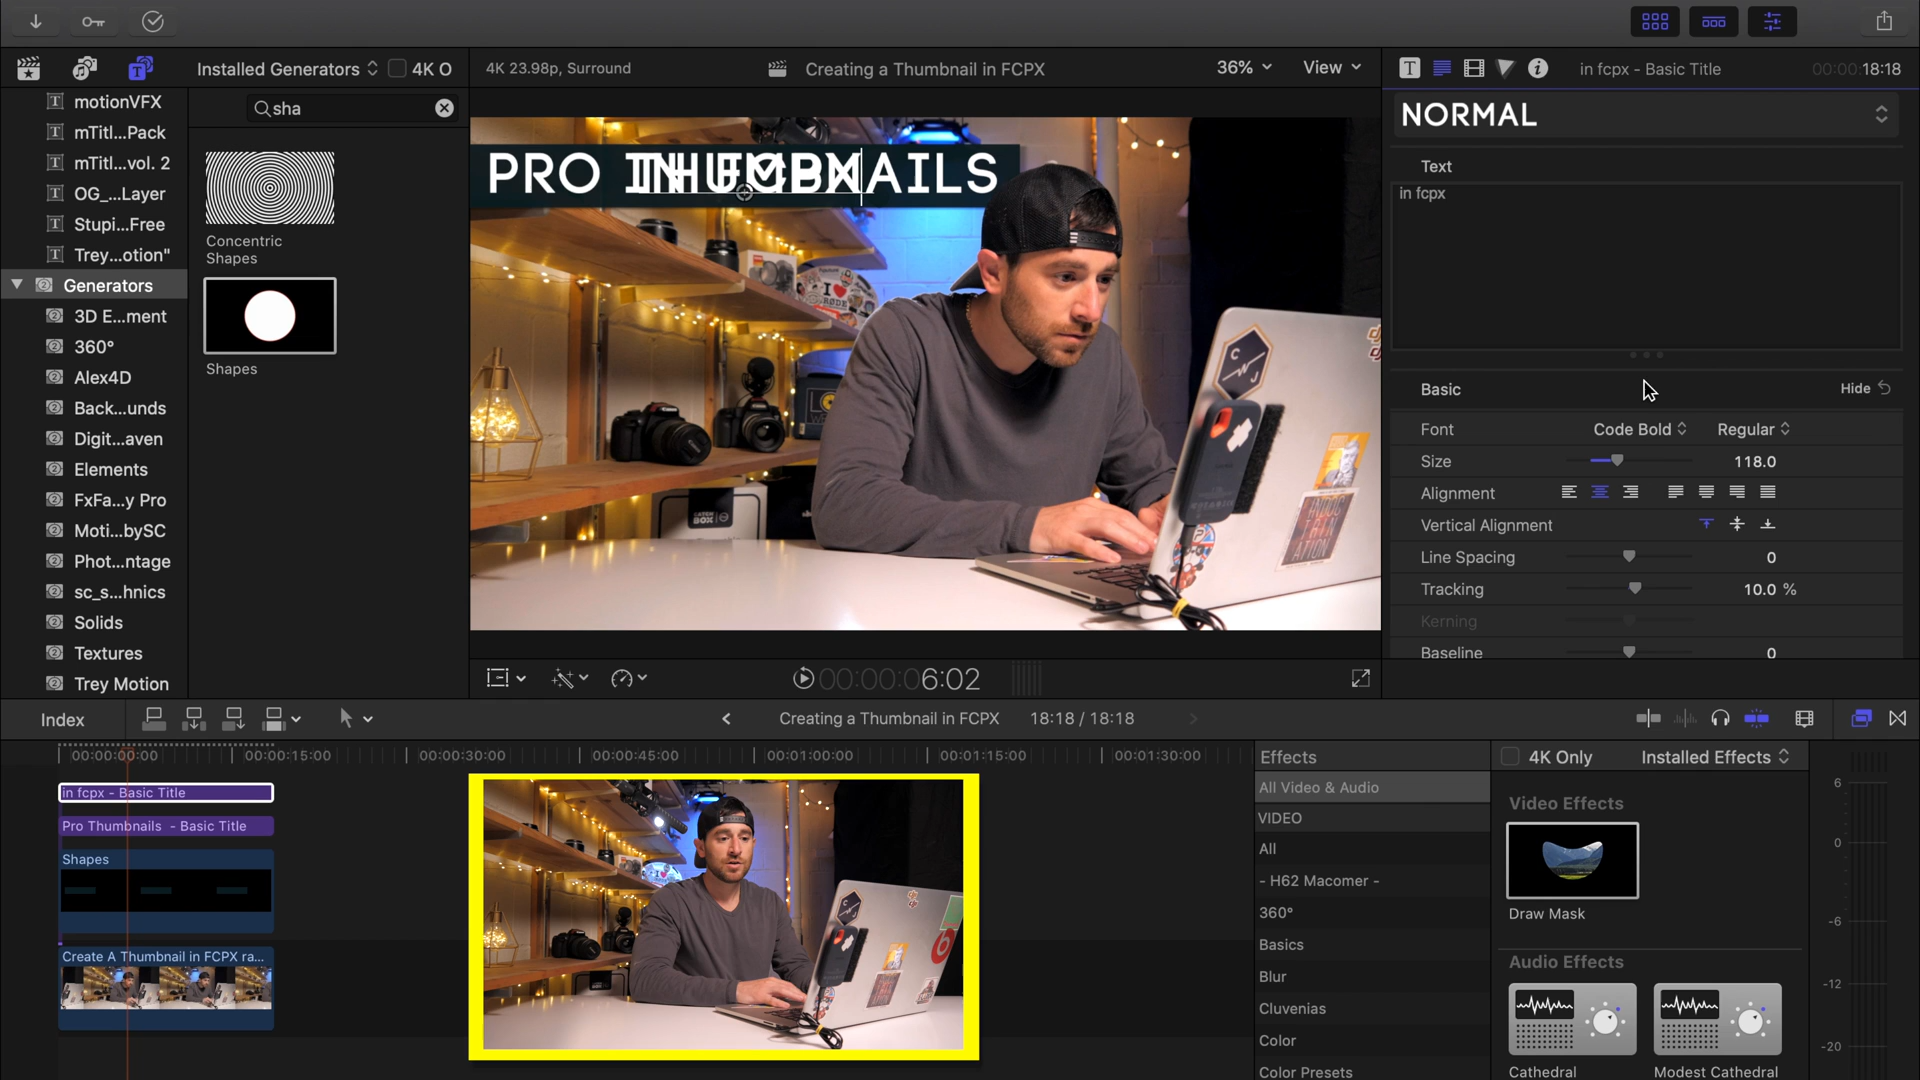 Installed Generators
4K O
4K 23.98p, Surround
Creating a Thumbnail in FCPX
36%
View
in fcpx - Basic Title
00:00:18:18
motionVFX
mTitl...Pack
mTitl...vol. 2
OG_...Layer
Stupi...Free
Trey...otion"
Generators
3D E...ment
360°
Alex4D
Back...unds
Digit...aven
Elements
FxFa...y Pro
Moti...bySC
Phot...ntage
sc_s...hnics
Solids
Textures
Trey Motion
sha
Concentric
Shapes
Shapes
PRO THUMBNAILS
IN FCPX
NORMAL
Text
in fcpx
Basic
Hide
Font
Code Bold
Regular
Size
118.0
Alignment
Vertical Alignment
Line Spacing
0
Tracking
10.0 %
Kerning
Baseline
0
00:00:06:02
Index
Creating a Thumbnail in FCPX
18:18 / 18:18
00:00:00:00
00:00:15:00
00:00:30:00
00:00:45:00
00:01:00:00
00:01:15:00
00:01:30:00
in fcpx - Basic Title
Pro Thumbnails - Basic Title
Shapes
Create A Thumbnail in FCPX ra...
Effects
All Video & Audio
VIDEO
All
- H62 Macomer -
360°
Basics
Blur
Cluvenias
Color
Color Presets
4K Only
Installed Effects
Video Effects
Draw Mask
Audio Effects
Cathedral
Modest Cathedral
6
0
-6
-12
-20